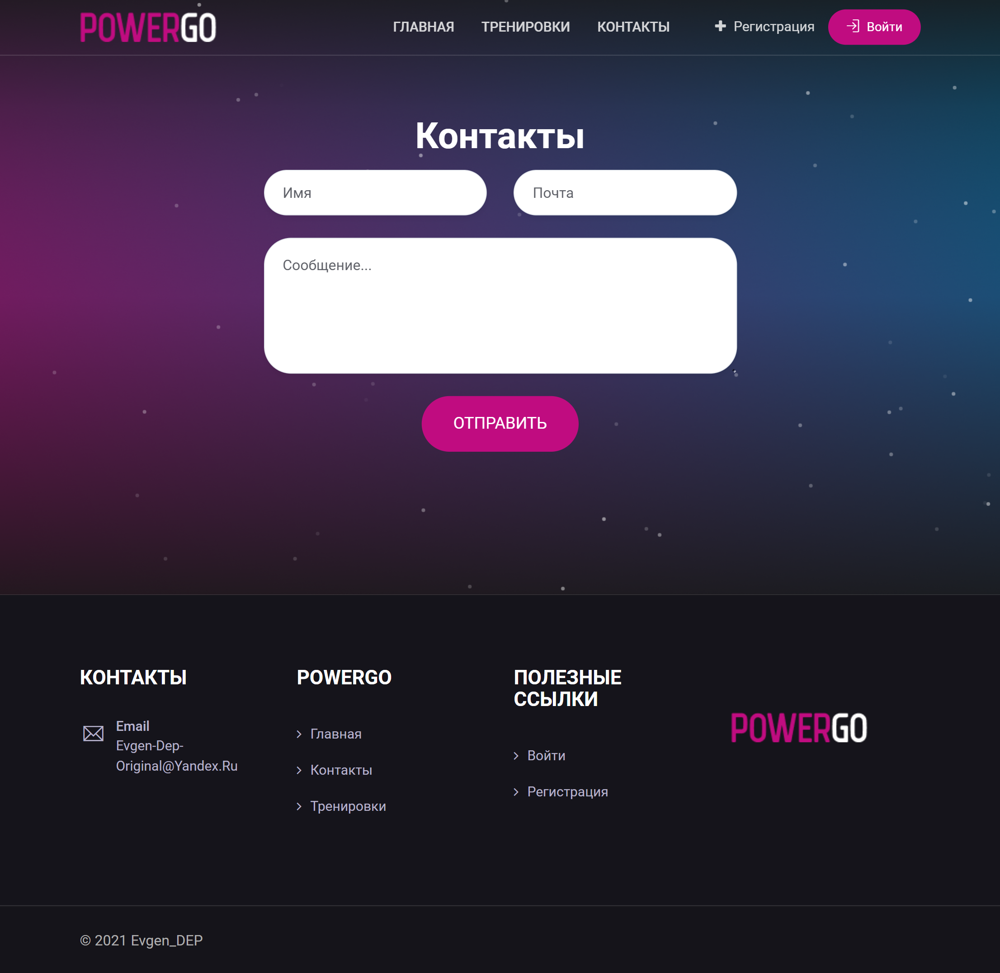 POWERGO
ГЛАВНАЯ ТРЕНИРОВКИ КОНТАКТЫ Регистрация Войти
Контакты
Имя Почта
Сообщение...
ОТПРАВИТЬ
КОНТАКТЫ
Email
Evgen-Dep-
Original@Yandex.Ru
POWERGO
Главная
Контакты
Тренировки
ПОЛЕЗНЫЕ
ССЫЛКИ
Войти
Регистрация
POWERGO
© 2021 Evgen_DEP